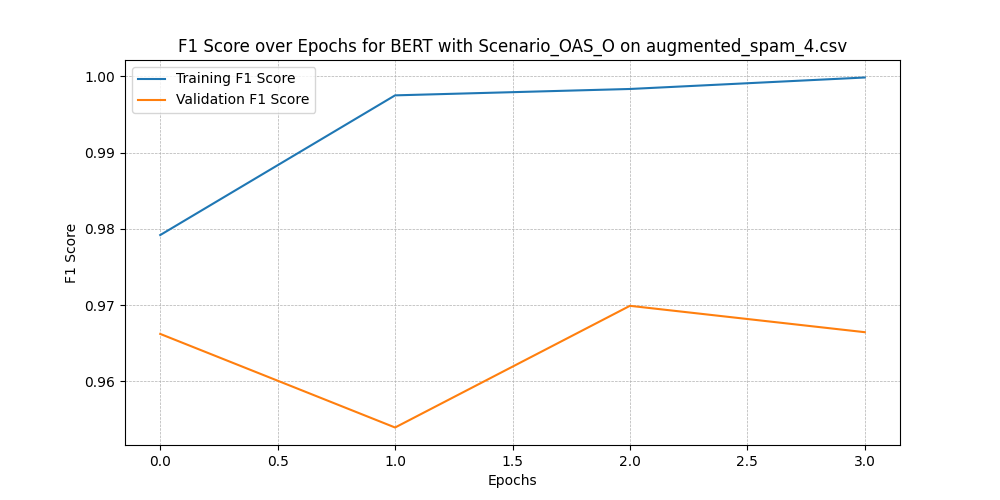 F1 Score over Epochs for BERT with Scenario_OAS_O on augmented_spam_4.csv
Training F1 Score
Validation F1 Score
1.00
0.99
0.98
0.97
0.96
F1 Score
0.0 0.5 1.0 1.5 2.0 2.5 3.0
Epochs